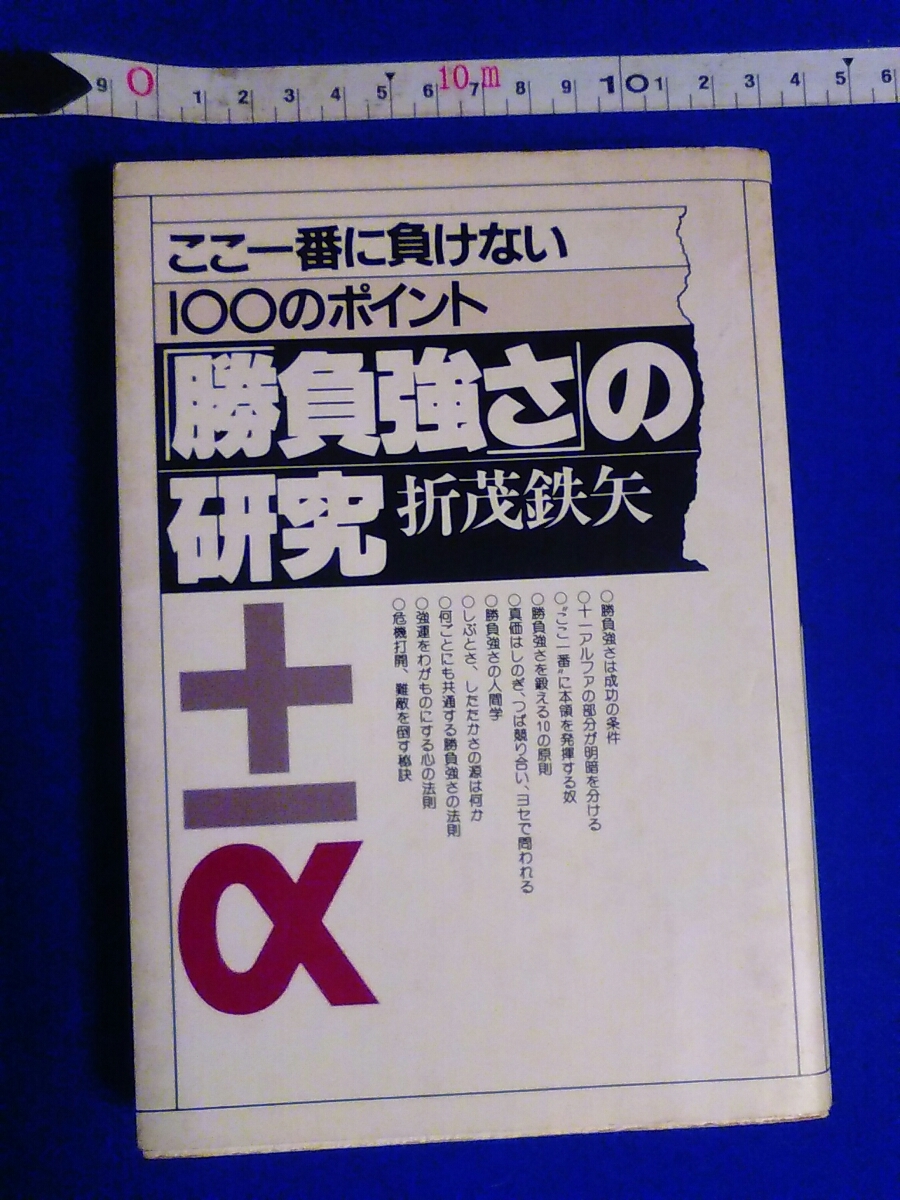 9 0 1 2 3 4 5 6 10m 7 8 9 10 1 2 3 4 5 6
ここ一番に負けない
100のポイント
「勝負強さ」の
研究 折茂鉄矢
○勝負強さは成功の条件
○+−アルファの部分が明暗を分ける
○“ここ一番”に本領を発揮する奴
○勝負強さを鍛える10の原則
○真価はしのぎ、つば競り合い、ヨセで問われる
○勝負強さの人間学
○しぶとさ、したたかさの源は何か
○何ごとにも共通する勝負強さの法則
○強運をわがものにする心の法則
○危機打開、難敵を倒す秘訣
+
−
α